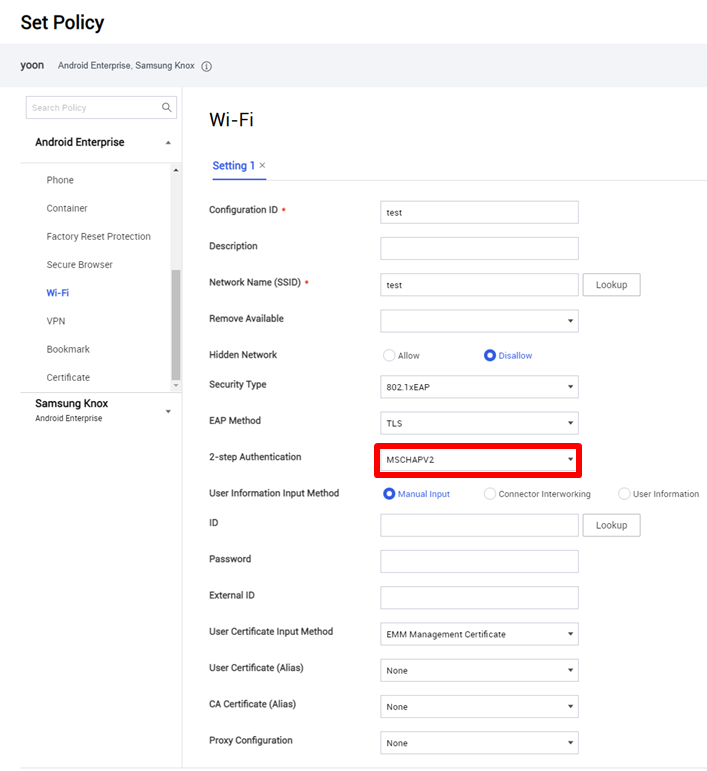 Set Policy
yoon Android Enterprise, Samsung Knox
Search Policy
Android Enterprise
Phone
Container
Factory Reset Protection
Secure Browser
Wi-Fi
VPN
Bookmark
Certificate
Samsung Knox
Android Enterprise
Wi-Fi
Setting 1 ×
Configuration ID * test
Description
Network Name (SSID) * test Lookup
Remove Available
Hidden Network Allow Disallow
Security Type 802.1xEAP
EAP Method TLS
2-step Authentication MSCHAPV2
User Information Input Method Manual Input Connector Interworking User Information
ID Lookup
Password
External ID
User Certificate Input Method EMM Management Certificate
User Certificate (Alias) None
CA Certificate (Alias) None
Proxy Configuration None